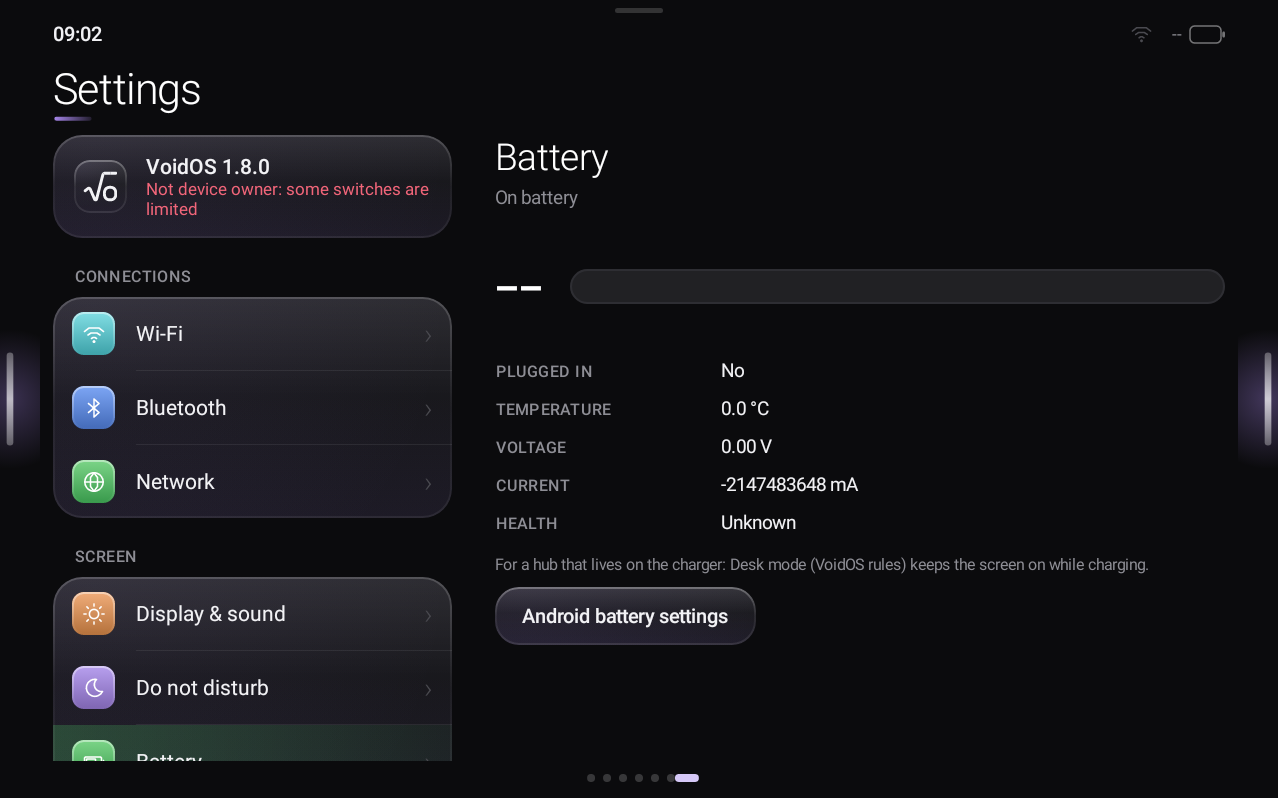 09:02
--
Settings
VoidOS 1.8.0
Not device owner: some switches are
limited
CONNECTIONS
Wi-Fi
Bluetooth
Network
SCREEN
Display & sound
Do not disturb
Battery
Battery
On battery
--
PLUGGED IN No
TEMPERATURE 0.0 °C
VOLTAGE 0.00 V
CURRENT -2147483648 mA
HEALTH Unknown
For a hub that lives on the charger: Desk mode (VoidOS rules) keeps the screen on while charging.
Android battery settings